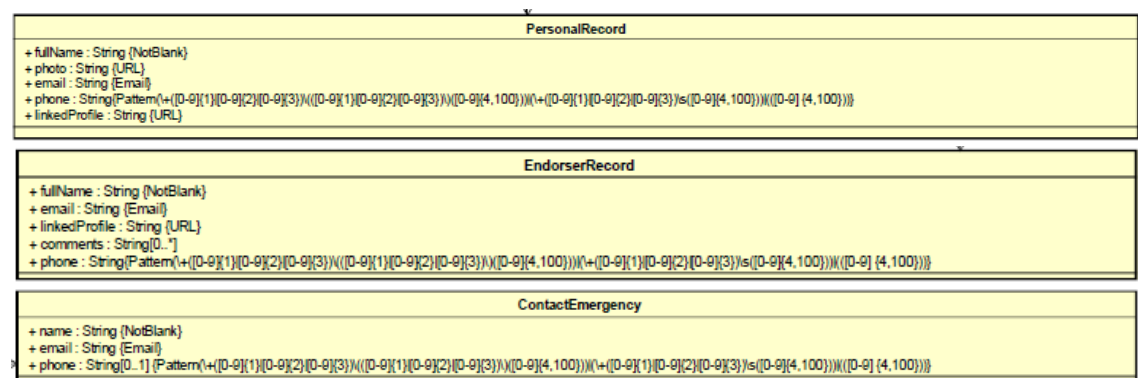 PersonalRecord
+ fullName : String {NotBlank}
+ photo : String {URL}
+ email : String {Email}
+ phone : String{Pattern(\+([0-9]{1}|[0-9]{2}|[0-9]{3})\(([0-9]{1}|[0-9]{2}|[0-9]{3})\)([0-9]{4,100}))|(\+([0-9]{1}|[0-9]{2}|[0-9]{3})\s([0-9]{4,100}))|(([0-9] {4,100}))}
+ linkedProfile : String {URL}
EndorserRecord
+ fullName : String {NotBlank}
+ email : String {Email}
+ linkedProfile : String {URL}
+ comments : String[0..*]
+ phone : String{Pattern(\+([0-9]{1}|[0-9]{2}|[0-9]{3})\(([0-9]{1}|[0-9]{2}|[0-9]{3})\)([0-9]{4,100}))|(\+([0-9]{1}|[0-9]{2}|[0-9]{3})\s([0-9]{4,100}))|(([0-9] {4,100}))}
ContactEmergency
+ name : String {NotBlank}
+ email : String {Email}
+ phone : String[0..1] {Pattern(\+([0-9]{1}|[0-9]{2}|[0-9]{3})\(([0-9]{1}|[0-9]{2}|[0-9]{3})\)([0-9]{4,100}))|(\+([0-9]{1}|[0-9]{2}|[0-9]{3})\s([0-9]{4,100}))|(([0-9] {4,100}))}